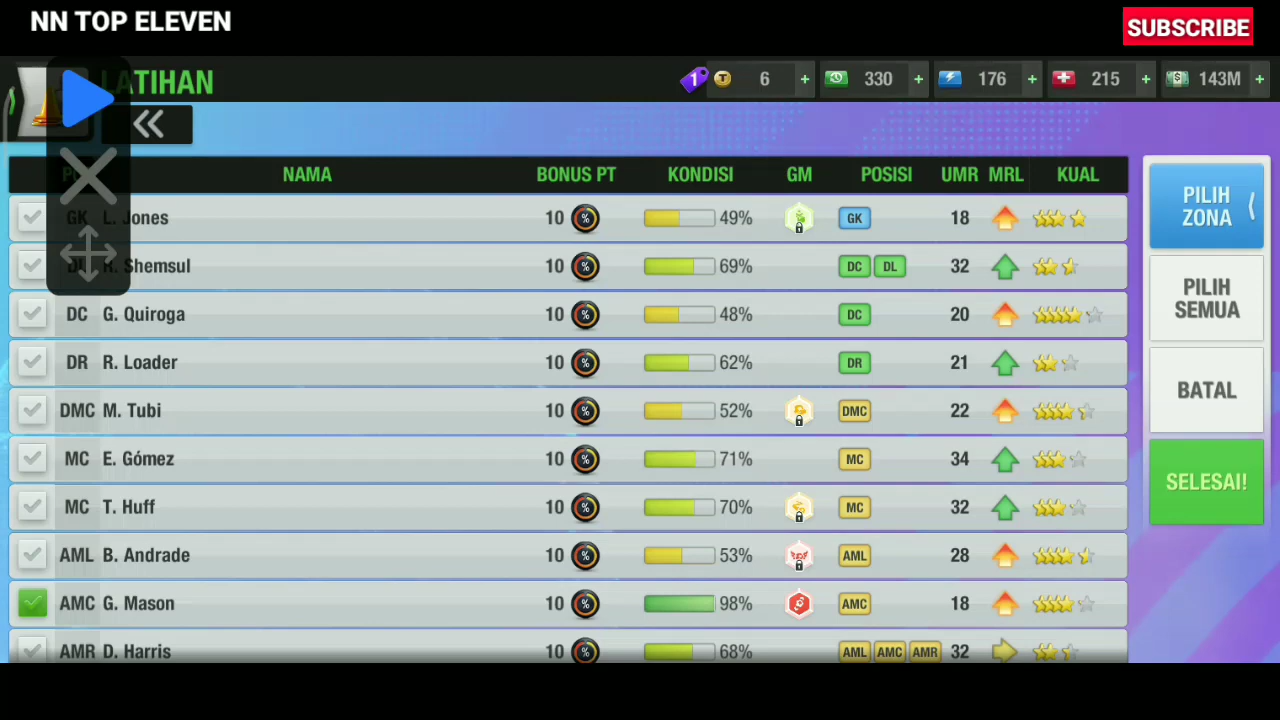 NN TOP ELEVEN
SUBSCRIBE
LATIHAN
1 T 6 + 330 + 176 + 215 + 143M +
NAMA BONUS PT KONDISI GM POSISI UMR MRL KUAL
GK L. Jones 10 % 49% GK 18
R. Shemsul 10 % 69% DC DL 32
DC G. Quiroga 10 % 48% DC 20
DR R. Loader 10 % 62% DR 21
DMC M. Tubi 10 % 52% DMC 22
MC E. Gómez 10 % 71% MC 34
MC T. Huff 10 % 70% MC 32
AML B. Andrade 10 % 53% AML 28
AMC G. Mason 10 % 98% AMC 18
AMR D. Harris 10 % 68% AML AMC AMR 32
PILIH
ZONA
PILIH
SEMUA
BATAL
SELESAI!